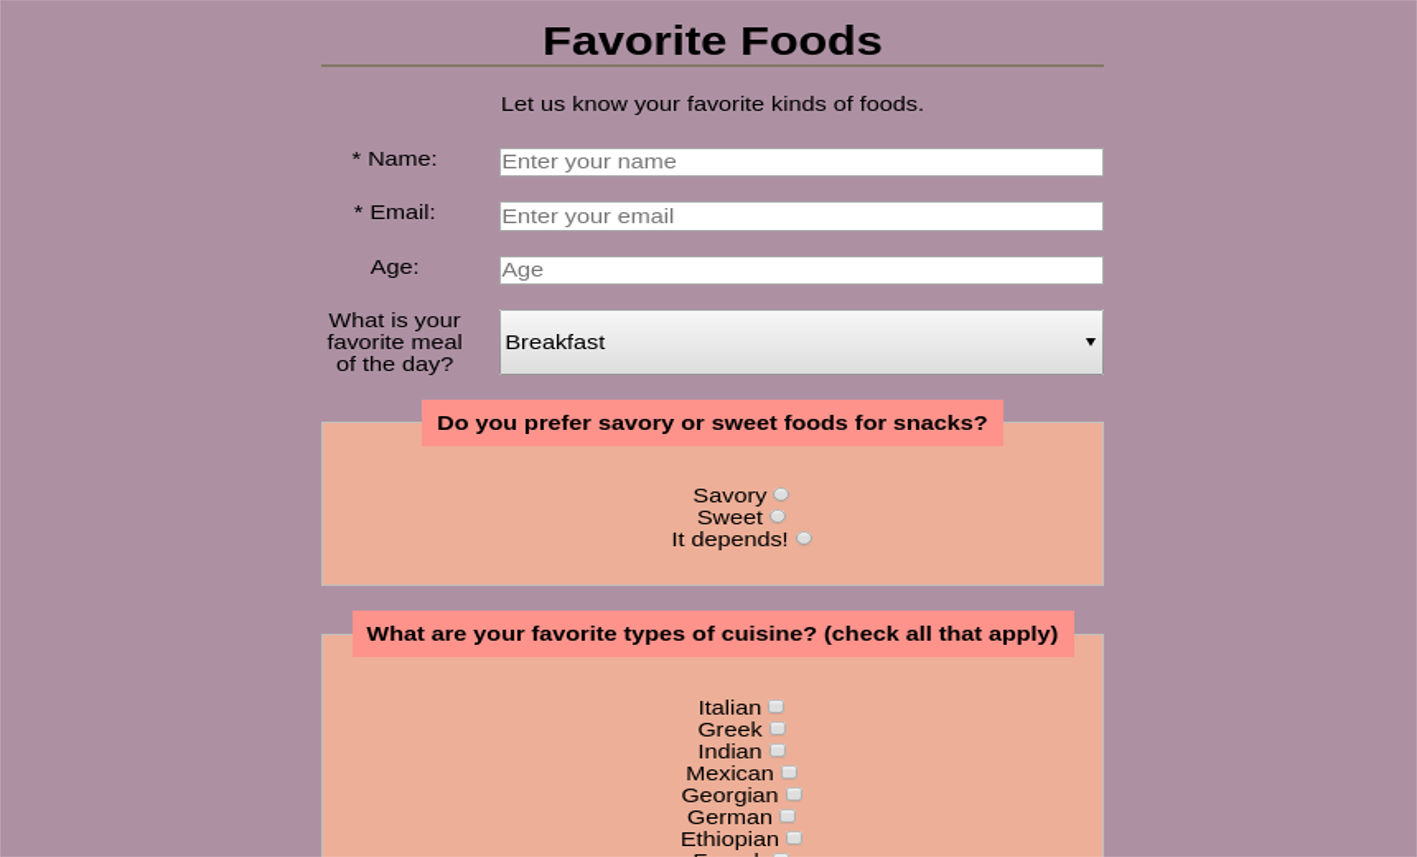 Favorite Foods
Let us know your favorite kinds of foods.
* Name:
Enter your name
* Email:
Enter your email
Age:
Age
What is your
favorite meal
of the day?
Breakfast
Do you prefer savory or sweet foods for snacks?
Savory
Sweet
It depends!
What are your favorite types of cuisine? (check all that apply)
Italian
Greek
Indian
Mexican
Georgian
German
Ethiopian